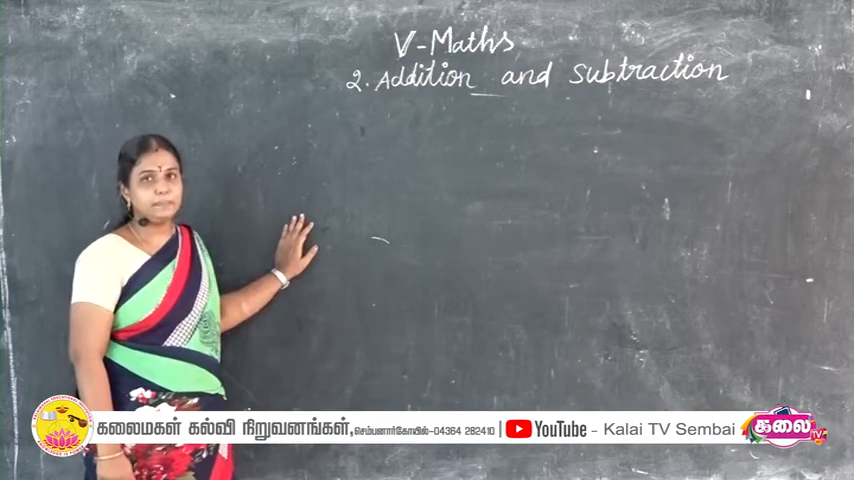 V-Maths
2. Addition and Subtraction
கலைமகள் கல்வி நிறுவனங்கள், செம்பனார்கோயில்-04364 282410 | YouTube - Kalai TV Sembai
கலை TV